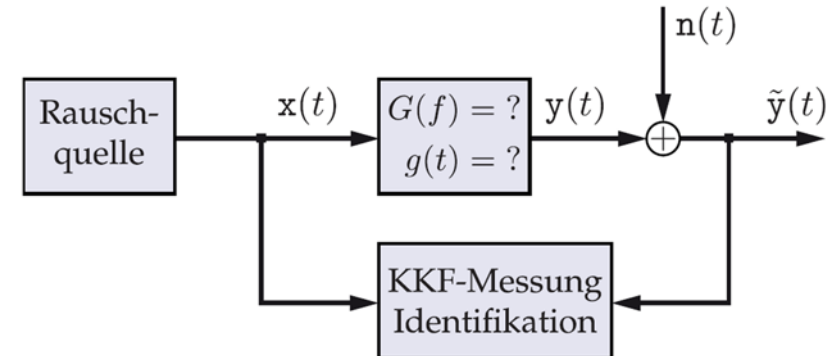 n(t)
Rausch-
quelle
x(t)
G(f) = ?
g(t) = ?
y(t)
+
ỹ(t)
KKF-Messung
Identifikation